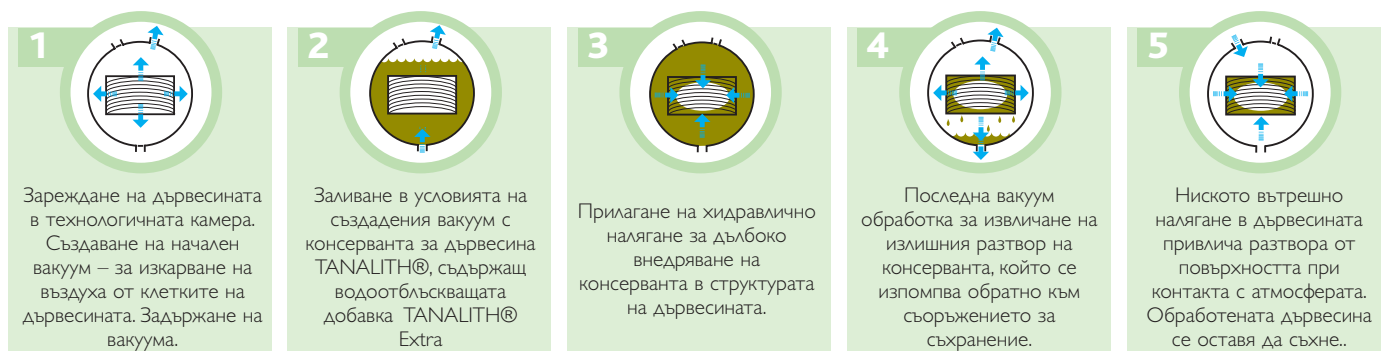 1
Зареждане на дървесината
в технологичната камера.
Създаване на начален
вакуум – за изкарване на
въздуха от клетките на
дървесината. Задържане на
вакуума.
2
Заливане в условията на
създадения вакуум с
консерванта за дървесина
TANALITH®, съдържащ
водоотблъскващата
добавка TANALITH®
Extra
3
Прилагане на хидравлично
налягане за дълбоко
внедряване на
консерванта в структурата
на дървесината.
4
Последна вакуум
обработка за извличане на
излишния разтвор на
консерванта, който се
изпомпва обратно към
съоръжението за
съхранение.
5
Ниското вътрешно
налягане в дървесината
привлича разтвора от
повърхността при
контакта с атмосферата.
Обработената дървесина
се оставя да съхне..